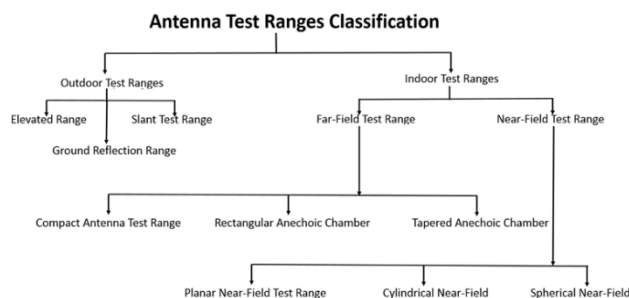 Antenna Test Ranges Classification
Outdoor Test Ranges
Indoor Test Ranges
Elevated Range
Slant Test Range
Far-Field Test Range
Near-Field Test Range
Ground Reflection Range
Compact Antenna Test Range
Rectangular Anechoic Chamber
Tapered Anechoic Chamber
Planar Near-Field Test Range
Cylindrical Near-Field
Spherical Near-Field